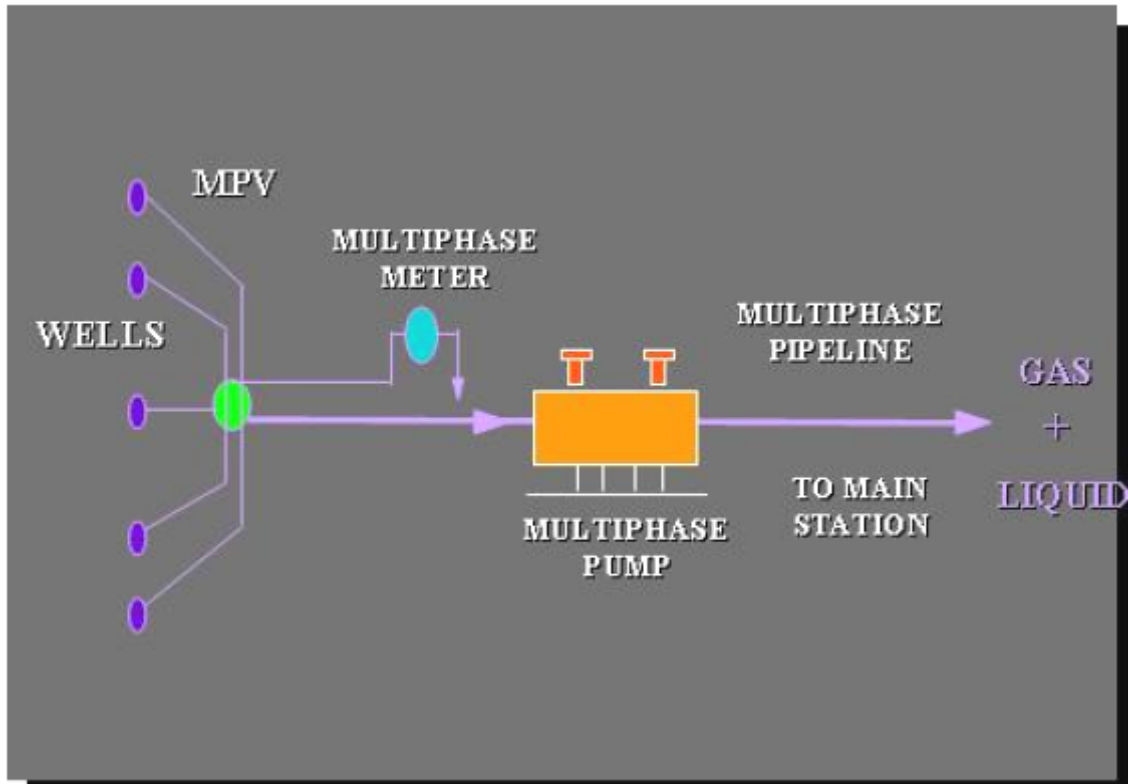 MPV
MULTIPHASE
METER
WELLS
MULTIPHASE
PIPELINE
GAS
+
LIQUID
TO MAIN
STATION
MULTIPHASE
PUMP